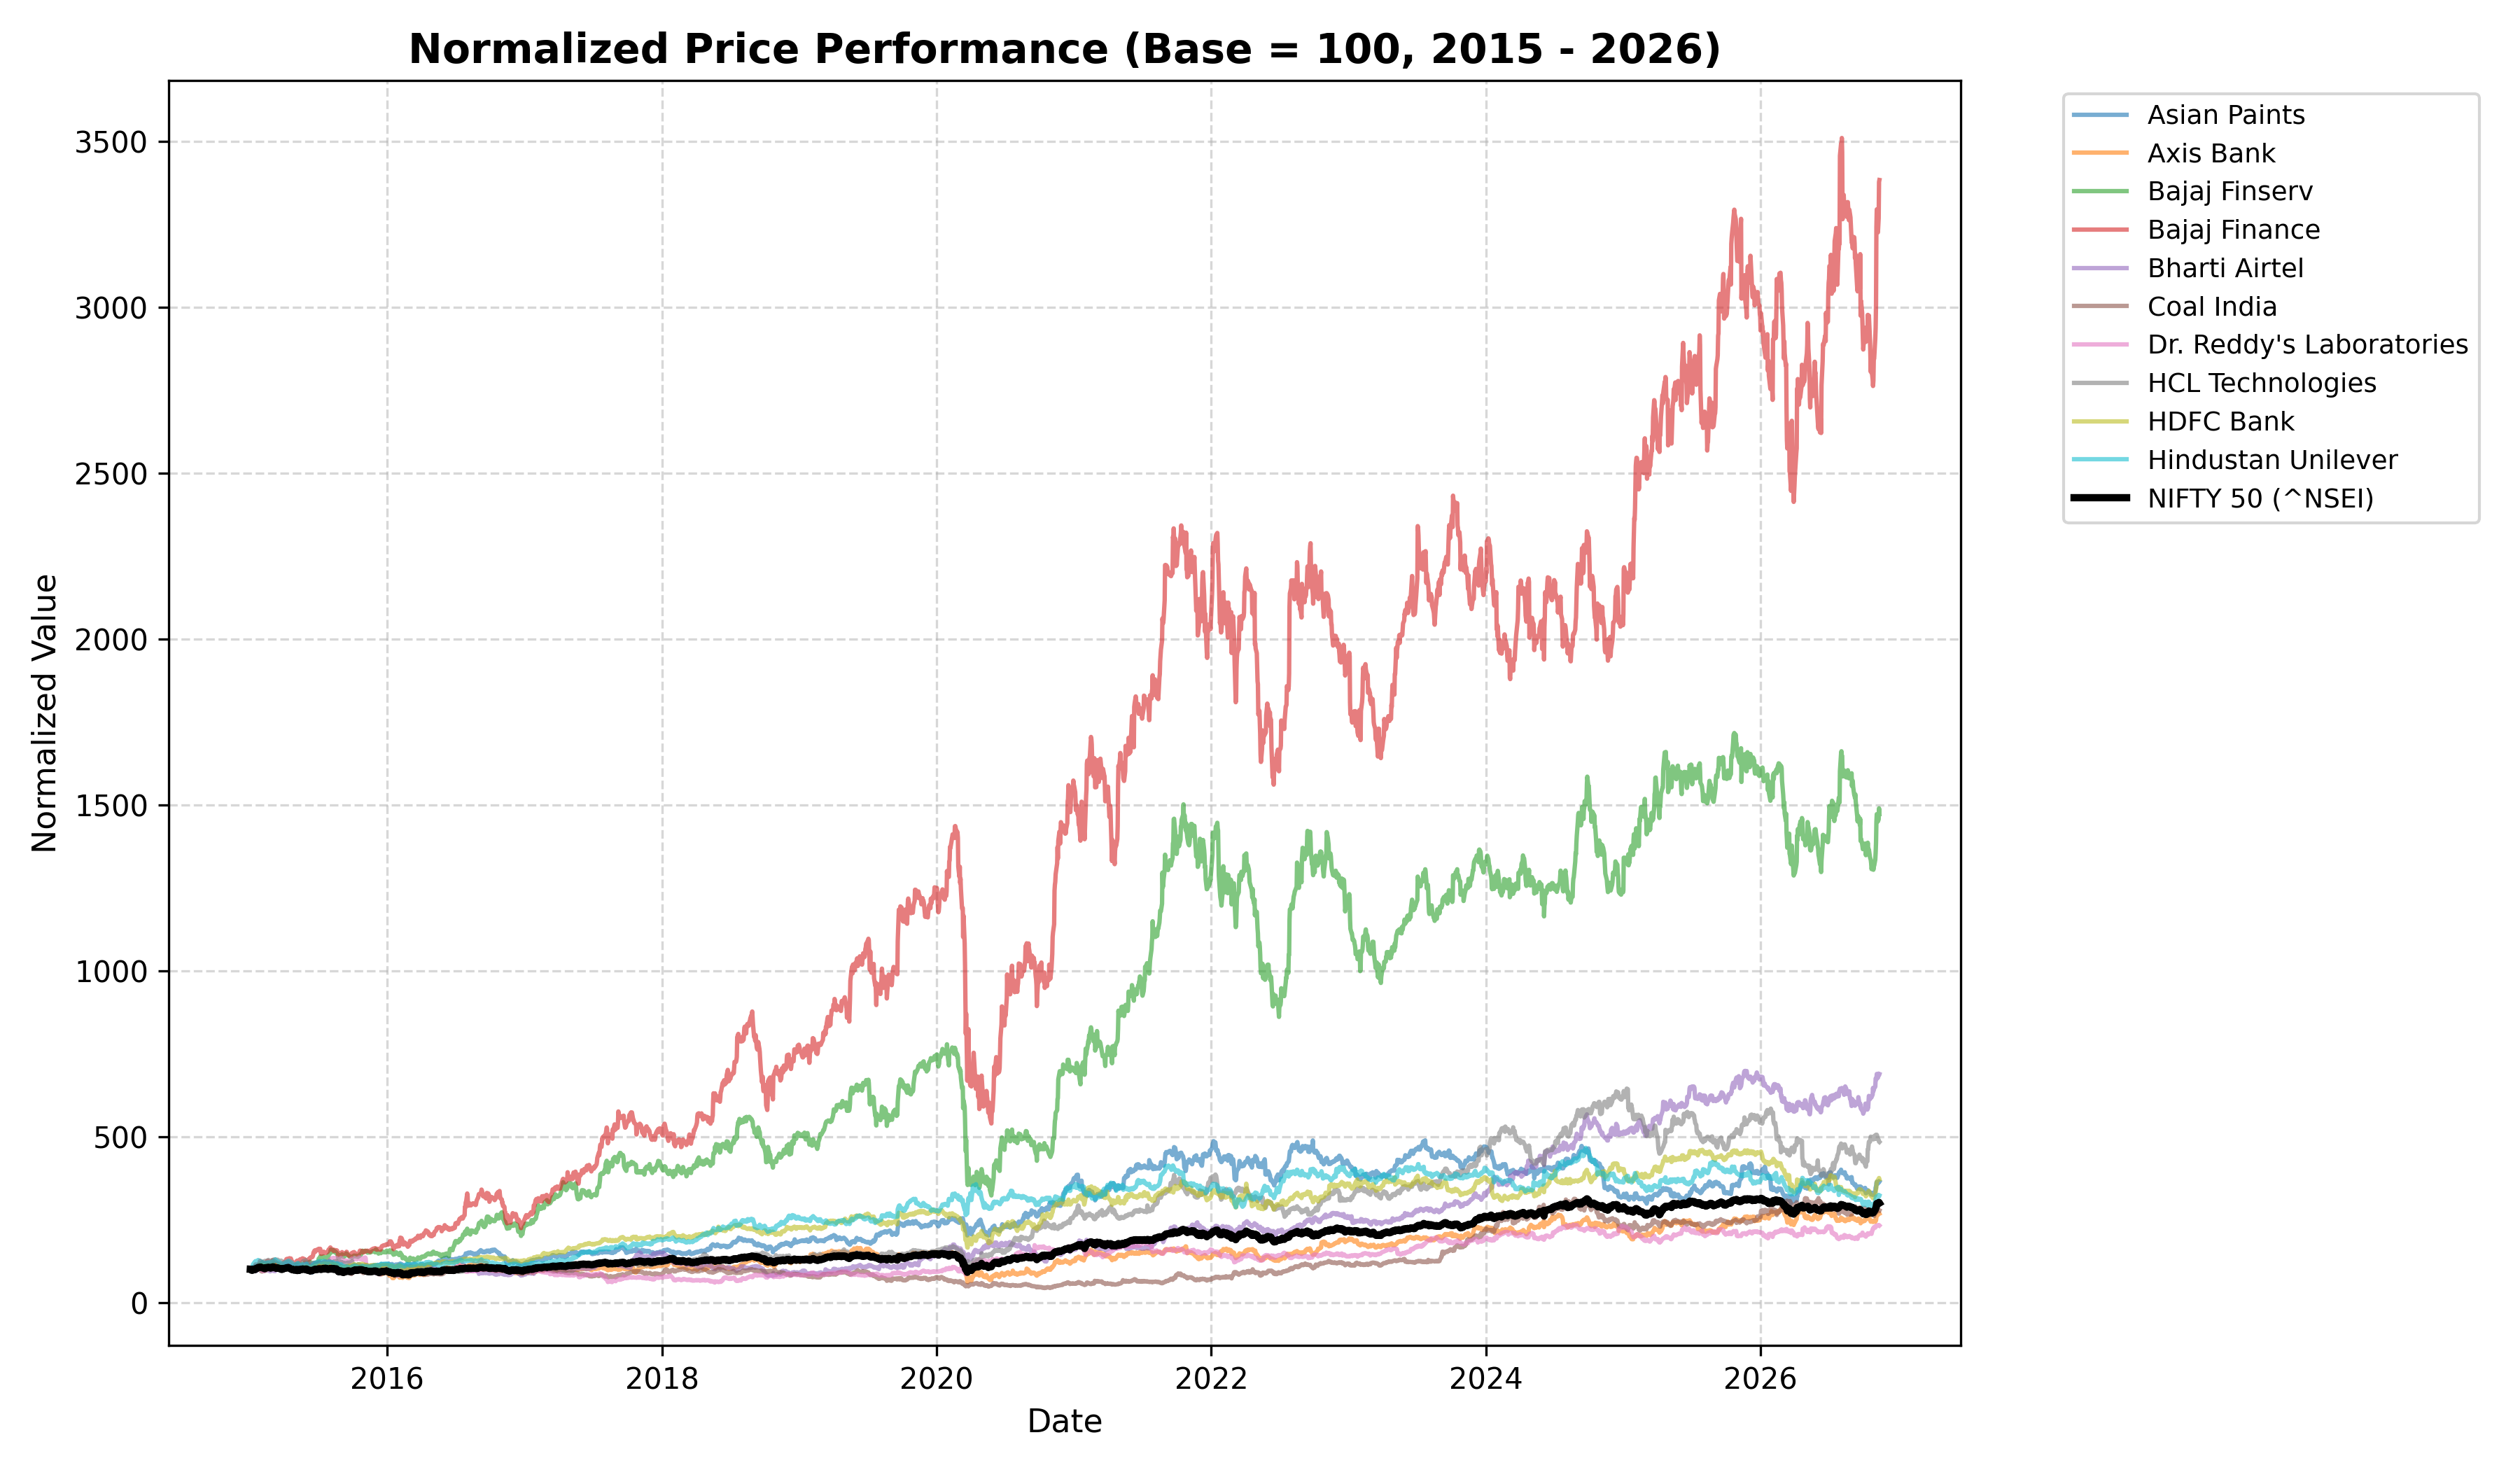 Normalized Price Performance (Base = 100, 2015 - 2026)
Normalized Value
3500
3000
2500
2000
1500
1000
500
0
2016 2018 2020 2022 2024 2026
Date
Asian Paints
Axis Bank
Bajaj Finserv
Bajaj Finance
Bharti Airtel
Coal India
Dr. Reddy's Laboratories
HCL Technologies
HDFC Bank
Hindustan Unilever
NIFTY 50 (^NSEI)